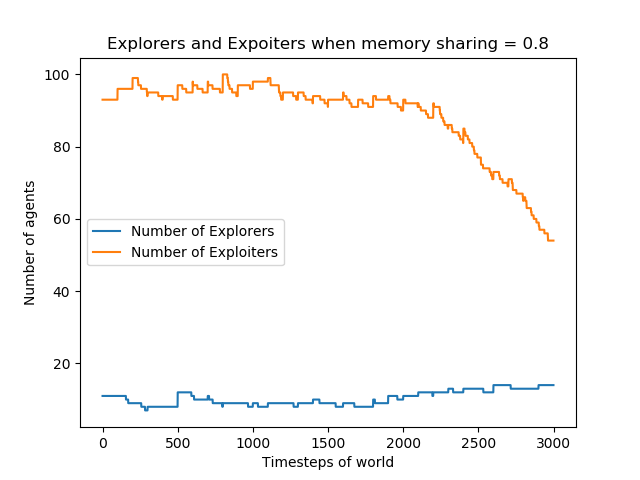 Explorers and Expoiters when memory sharing = 0.8
100
80
60
40
20
Number of agents
Number of Explorers
Number of Exploiters
0 500 1000 1500 2000 2500 3000
Timesteps of world